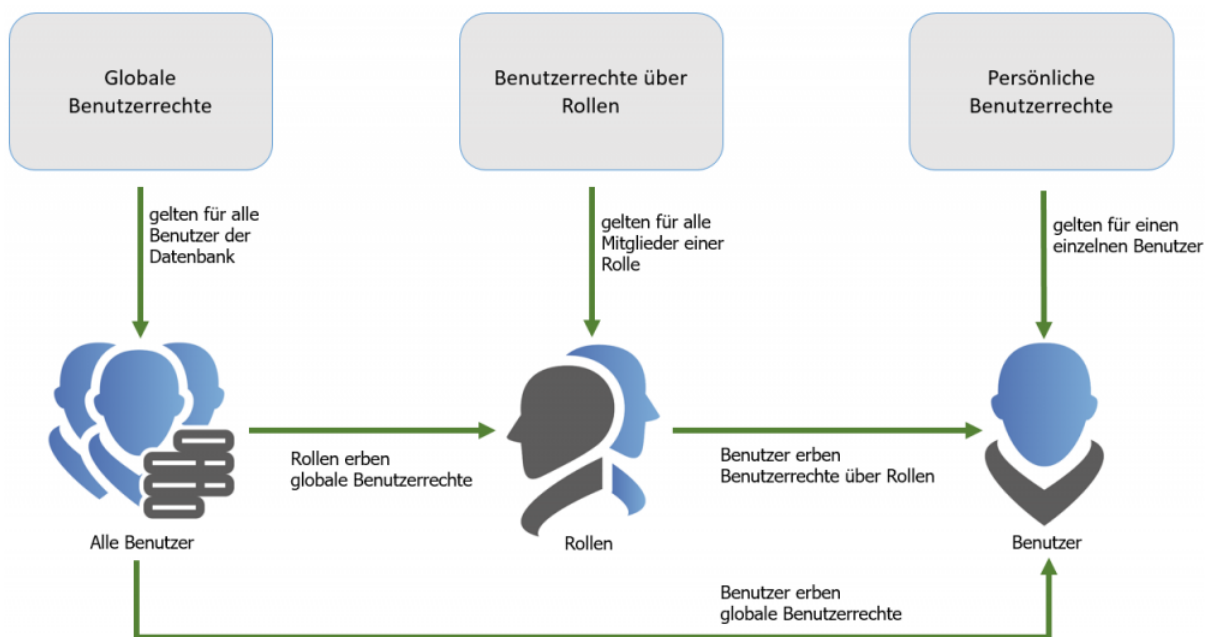 Globale
Benutzerrechte
Benutzerrechte über
Rollen
Persönliche
Benutzerrechte
gelten für alle
Benutzer der
Datenbank
gelten für alle
Mitglieder einer
Rolle
gelten für einen
einzelnen Benutzer
Rollen erben
globale Benutzerrechte
Benutzer erben
Benutzerrechte über Rollen
Alle Benutzer
Rollen
Benutzer
Benutzer erben
globale Benutzerrechte